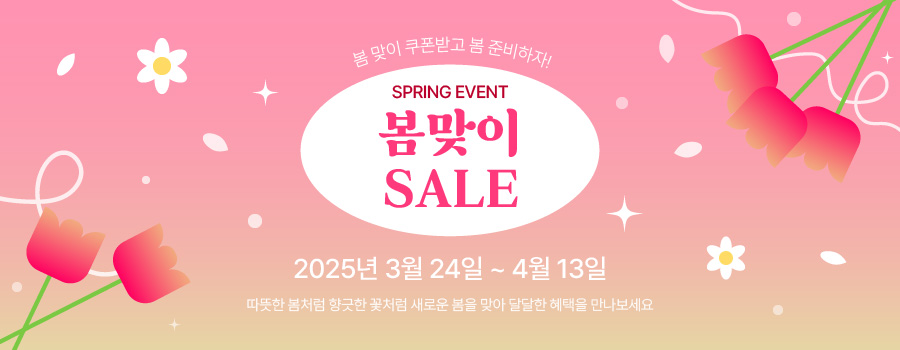 봄 맞이 쿠폰받고 봄 준비하자!
SPRING EVENT
봄맞이
SALE
2025년 3월 24일 ~ 4월 13일
따뜻한 봄처럼 향긋한 꽃처럼 새로운 봄을 맞아 달달한 혜택을 만나보세요